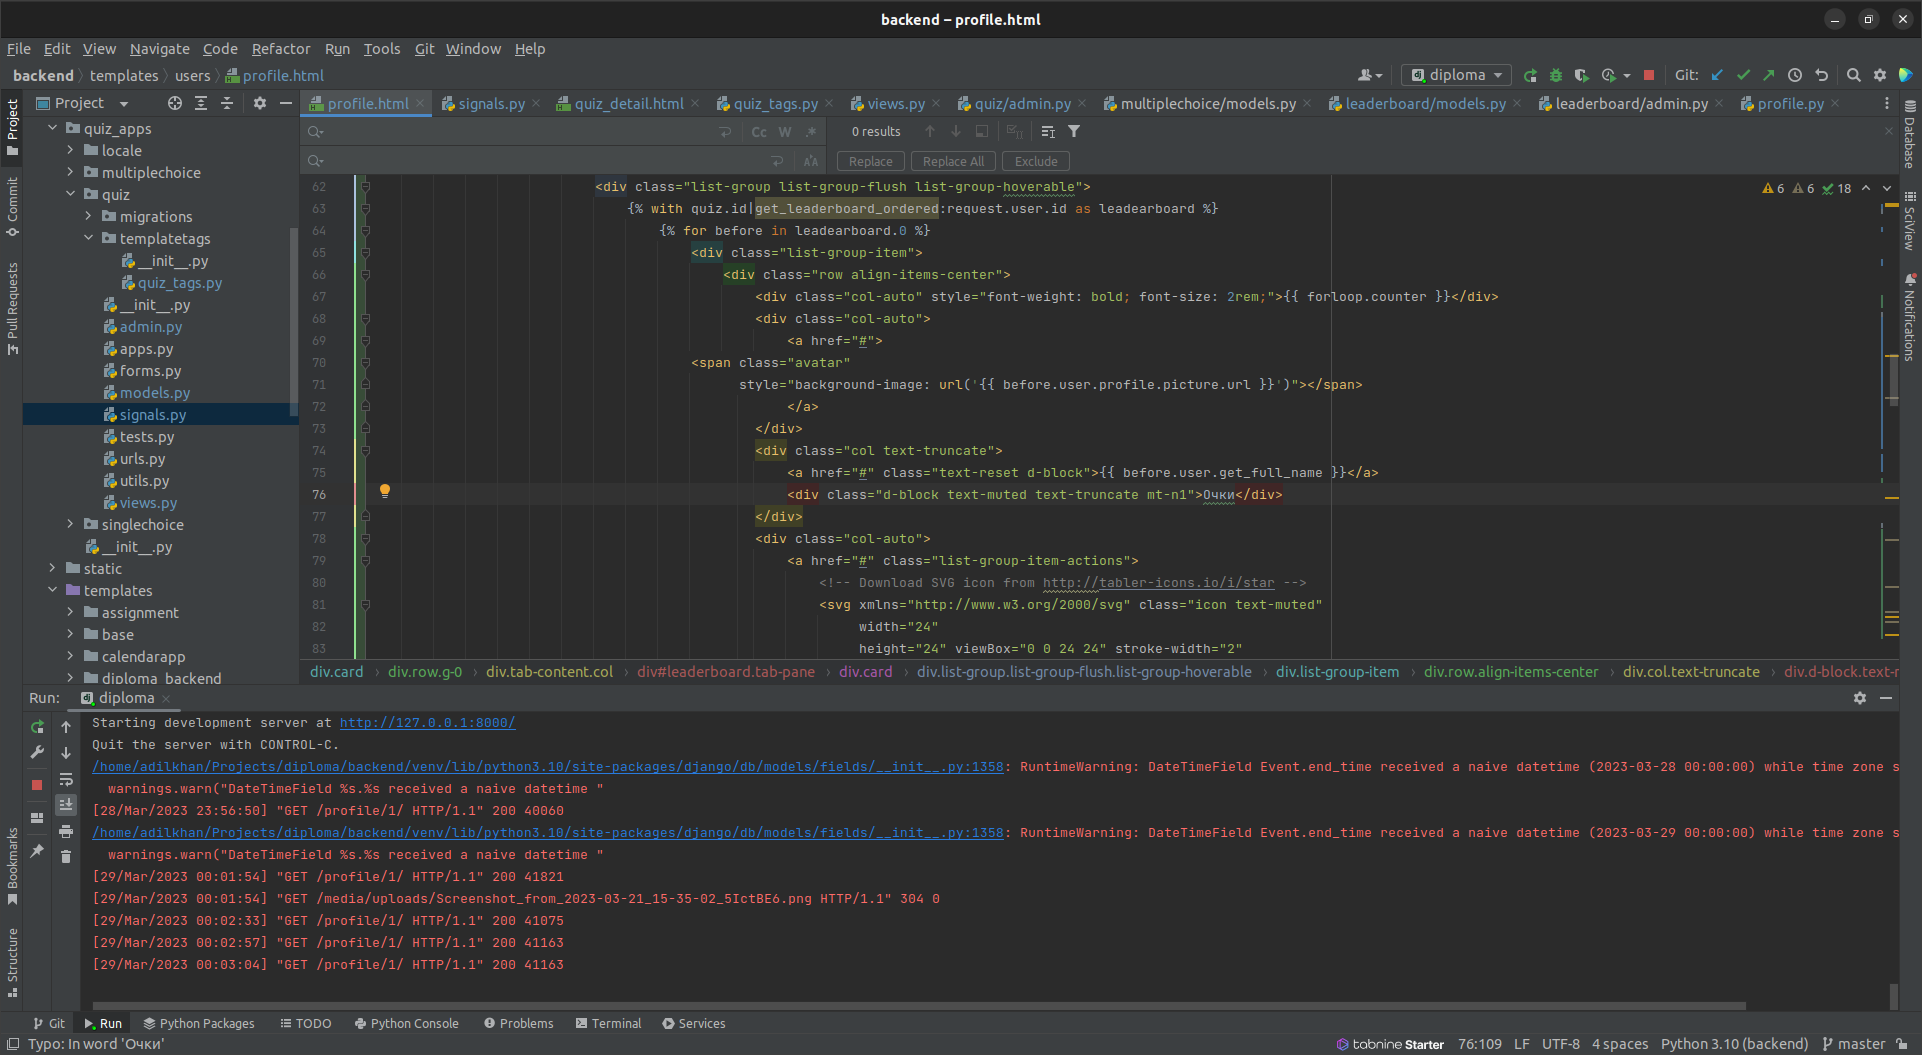 backend – profile.html
File Edit View Navigate Code Refactor Run Tools Git Window Help
backend templates users profile.html diploma Git:
Project profile.html signals.py quiz_detail.html quiz_tags.py views.py quiz/admin.py multiplechoice/models.py leaderboard/models.py leaderboard/admin.py profile.py
Cc W .* 0 results
Replace Replace All Exclude
Project
Commit
Pull Requests
Bookmarks
Structure
Database
SciView
Notifications
quiz_apps
locale
multiplechoice
quiz
migrations
templatetags
__init__.py
quiz_tags.py
__init__.py
admin.py
apps.py
forms.py
models.py
signals.py
tests.py
urls.py
utils.py
views.py
singlechoice
__init__.py
static
templates
assignment
base
calendarapp
diploma_backend
6 6 18
62 <div class="list-group list-group-flush list-group-hoverable">
63 {% with quiz.id|get_leaderboard_ordered:request.user.id as leadearboard %}
64 {% for before in leadearboard.0 %}
65 <div class="list-group-item">
66 <div class="row align-items-center">
67 <div class="col-auto" style="font-weight: bold; font-size: 2rem;">{{ forloop.counter }}</div>
68 <div class="col-auto">
69 <a href="#">
70 <span class="avatar"
71 style="background-image: url('{{ before.user.profile.picture.url }}')"></span>
72 </a>
73 </div>
74 <div class="col text-truncate">
75 <a href="#" class="text-reset d-block">{{ before.user.get_full_name }}</a>
76 <div class="d-block text-muted text-truncate mt-n1">Очки</div>
77 </div>
78 <div class="col-auto">
79 <a href="#" class="list-group-item-actions">
80 <!-- Download SVG icon from http://tabler-icons.io/i/star -->
81 <svg xmlns="http://www.w3.org/2000/svg" class="icon text-muted"
82 width="24"
83 height="24" viewBox="0 0 24 24" stroke-width="2"
div.card div.row.g-0 div.tab-content.col div#leaderboard.tab-pane div.card div.list-group.list-group-flush.list-group-hoverable div.list-group-item div.row.align-items-center div.col.text-truncate div.d-block.text-r
Run: diploma
Starting development server at http://127.0.0.1:8000/
Quit the server with CONTROL-C.
/home/adilkhan/Projects/diploma/backend/venv/lib/python3.10/site-packages/django/db/models/fields/__init__.py:1358: RuntimeWarning: DateTimeField Event.end_time received a naive datetime (2023-03-28 00:00:00) while time zone s
warnings.warn("DateTimeField %s.%s received a naive datetime "
[28/Mar/2023 23:56:50] "GET /profile/1/ HTTP/1.1" 200 40060
/home/adilkhan/Projects/diploma/backend/venv/lib/python3.10/site-packages/django/db/models/fields/__init__.py:1358: RuntimeWarning: DateTimeField Event.end_time received a naive datetime (2023-03-29 00:00:00) while time zone s
warnings.warn("DateTimeField %s.%s received a naive datetime "
[29/Mar/2023 00:01:54] "GET /profile/1/ HTTP/1.1" 200 41821
[29/Mar/2023 00:01:54] "GET /media/uploads/Screenshot_from_2023-03-21_15-35-02_5IctBE6.png HTTP/1.1" 304 0
[29/Mar/2023 00:02:33] "GET /profile/1/ HTTP/1.1" 200 41075
[29/Mar/2023 00:02:57] "GET /profile/1/ HTTP/1.1" 200 41163
[29/Mar/2023 00:03:04] "GET /profile/1/ HTTP/1.1" 200 41163
Git Run Python Packages TODO Python Console Problems Terminal Services
Typo: In word 'Очки' tabnine Starter 76:109 LF UTF-8 4 spaces Python 3.10 (backend) master